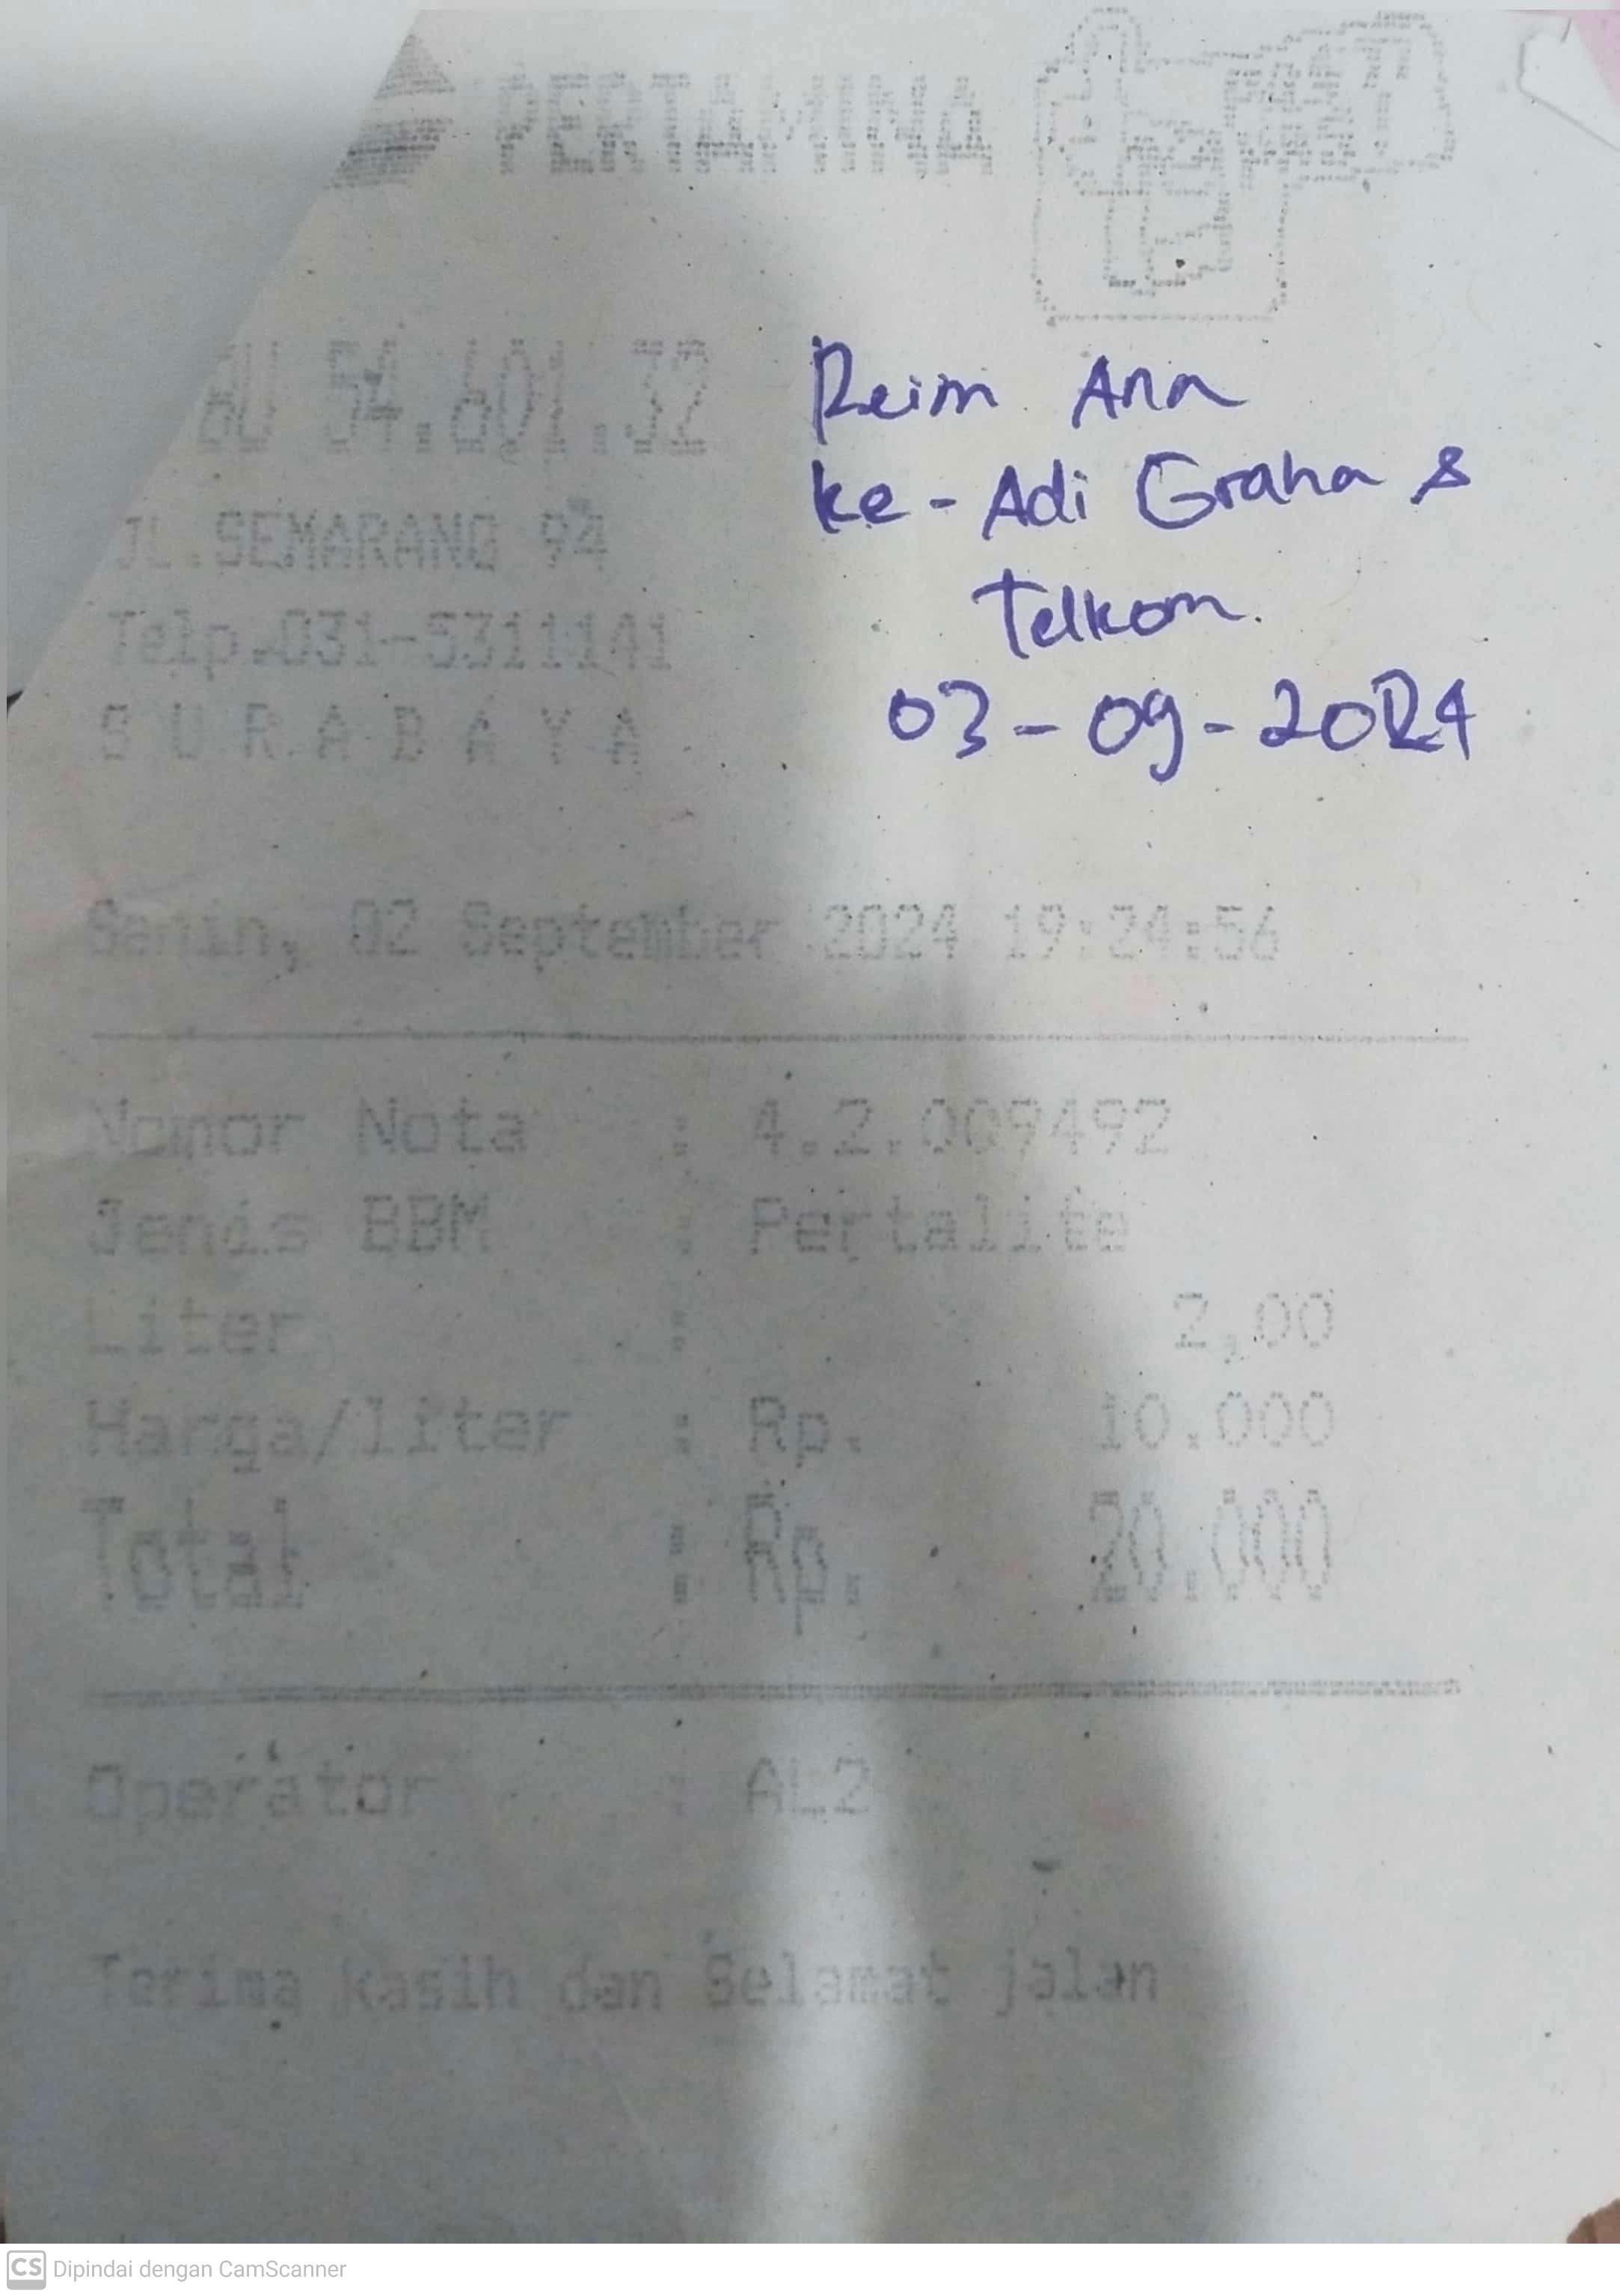 PERTAMINA
BU 54.601.32
JL.SEMARANG 94
Telp.031-5311141
S U R A B A Y A
Reim Ana
ke-Adi Graha &
Telkom.
03-09-2024
Senin, 02 September 2024 19:24:56
Nomor Nota : 4.2.009492
Jenis BBM : Pertalite
Liter : 2,00
Harga/liter : Rp. 10.000
Total : Rp. 20.000
Operator : AL2
Terima kasih dan Selamat jalan
CS Dipindai dengan CamScanner